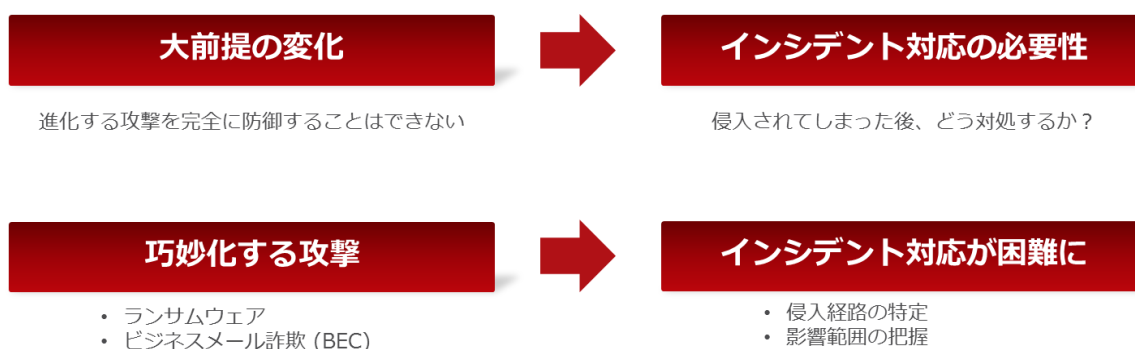 大前提の変化
インシデント対応の必要性
進化する攻撃を完全に防御することはできない
侵入されてしまった後、どう対処するか？
巧妙化する攻撃
インシデント対応が困難に
• ランサムウェア
• ビジネスメール詐欺 (BEC)
• 侵入経路の特定
• 影響範囲の把握